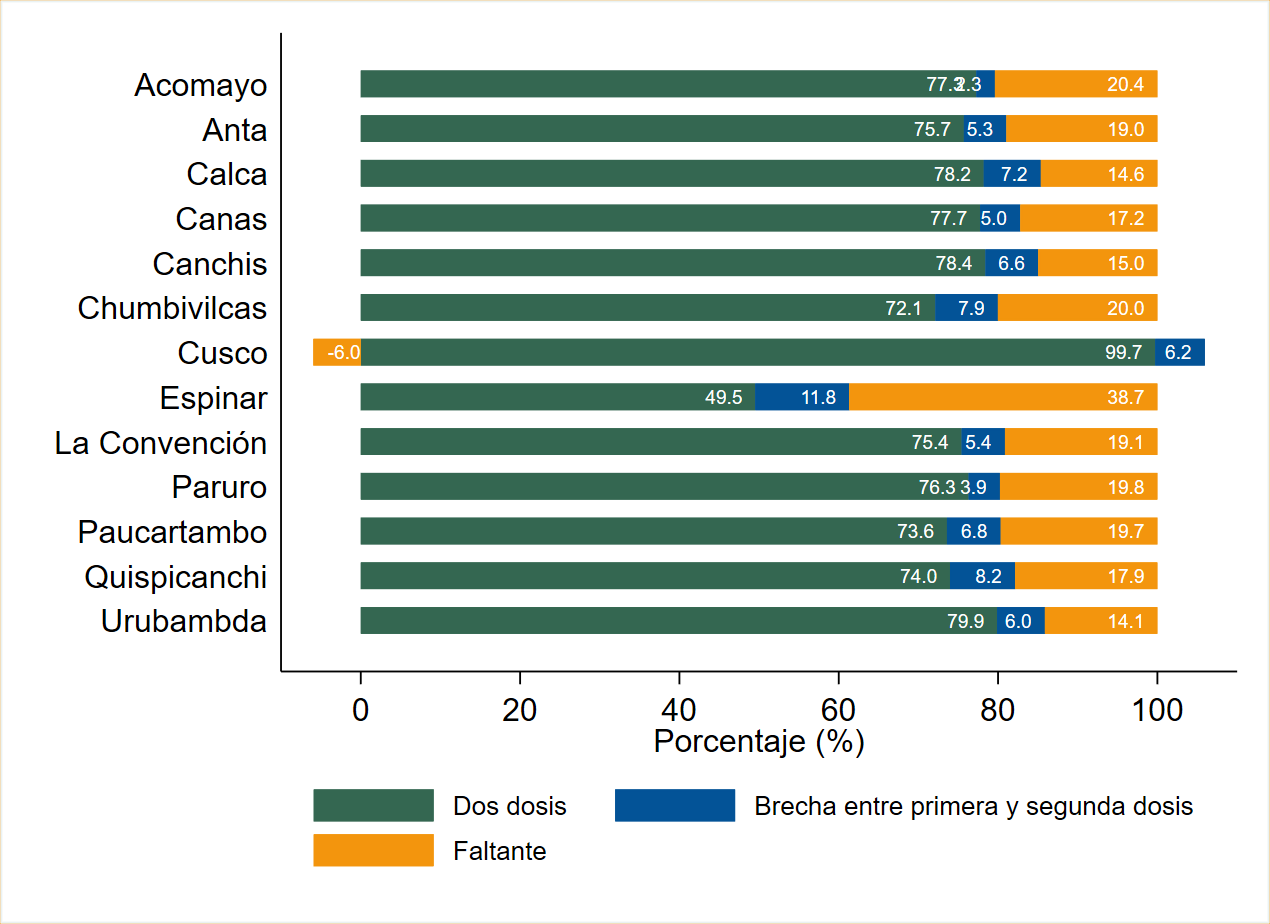 Acomayo 77.3 2.3 20.4
Anta 75.7 5.3 19.0
Calca 78.2 7.2 14.6
Canas 77.7 5.0 17.2
Canchis 78.4 6.6 15.0
Chumbivilcas 72.1 7.9 20.0
Cusco -6.0 99.7 6.2
Espinar 49.5 11.8 38.7
La Convención 75.4 5.4 19.1
Paruro 76.3 3.9 19.8
Paucartambo 73.6 6.8 19.7
Quispicanchi 74.0 8.2 17.9
Urubambda 79.9 6.0 14.1
0 20 40 60 80 100
Porcentaje (%)
Dos dosis Brecha entre primera y segunda dosis
Faltante